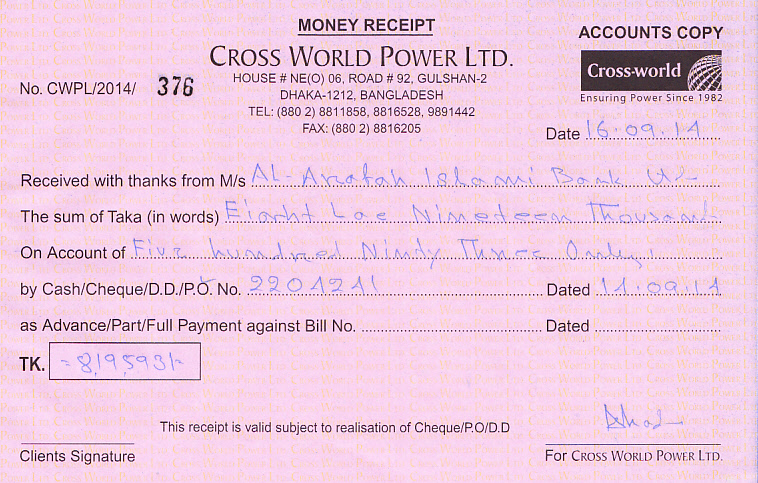 MONEY RECEIPT
ACCOUNTS COPY
CROSS WORLD POWER LTD.
Cross-world
Ensuring Power Since 1982
No. CWPL/2014/ 376
HOUSE # NE(O) 06, ROAD # 92, GULSHAN-2
DHAKA-1212, BANGLADESH
TEL: (880 2) 8811858, 8816528, 9891442
FAX: (880 2) 8816205
Date 16.09.14
Received with thanks from M/s AL-Arafah Islami Bank
The sum of Taka (in words) Eight Lac Nineteen Thousand
On Account of Five hundred Nindy Three Only.
by Cash/Cheque/D.D./P.O. No. 2204241 Dated 11.09.14
as Advance/Part/Full Payment against Bill No. Dated
TK. =8,19,593/=
This receipt is valid subject to realisation of Cheque/P.O/D.D
Clients Signature
For CROSS WORLD POWER LTD.